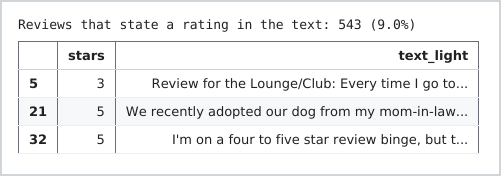 Reviews that state a rating in the text: 543 (9.0%)
stars text_light
5 3 Review for the Lounge/Club: Every time I go to...
21 5 We recently adopted our dog from my mom-in-law...
32 5 I'm on a four to five star review binge, but t...